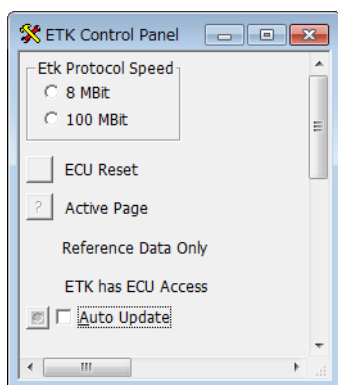 ETK Control Panel
Etk Protocol Speed
8 MBit
100 MBit
ECU Reset
? Active Page
Reference Data Only
ETK has ECU Access
Auto Update